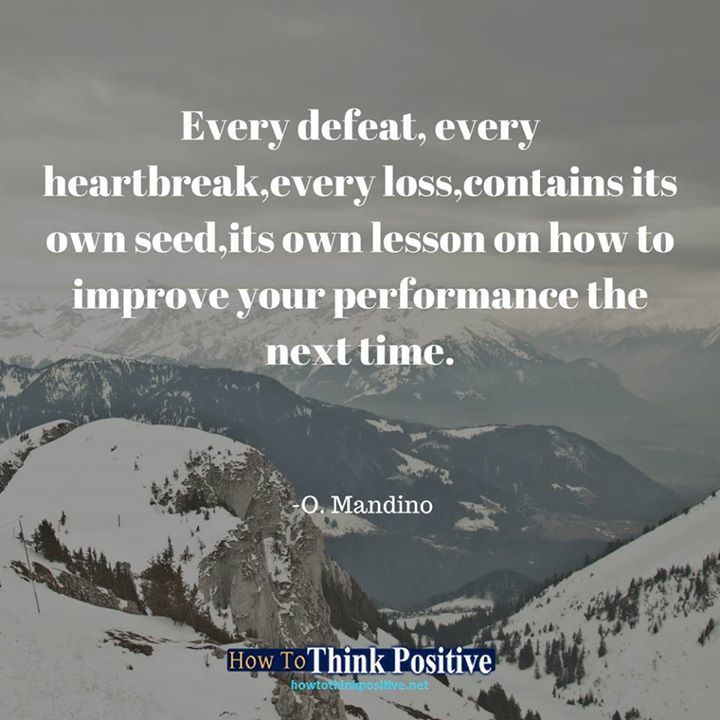 Every defeat, every
heartbreak,every loss,contains its
own seed,its own lesson on how to
improve your performance the
next time.
-O. Mandino
How To Think Positive
howtothinkpositive.net